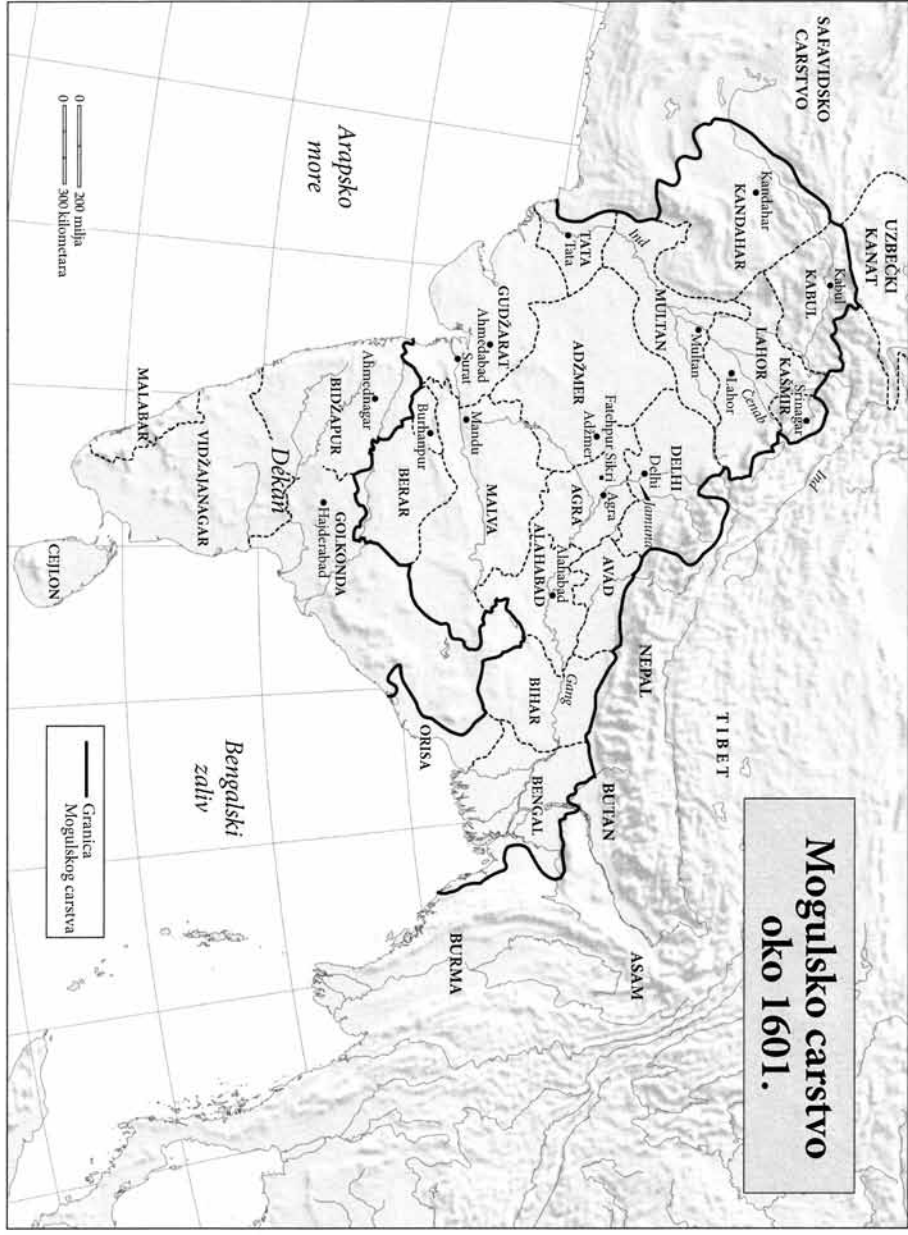 Mogulsko carstvo
oko 1601.
SAFAVIDSKO
CARSTVO
UZBEČKI
KANAT
Kandahar
KANDAHAR
Kabul
KABUL
KAŠMIR
Srinagar
LAHOR
Lahor
Čenab
Ind
MULTAN
Multan
Ind
TATA
Tata
ADŽMER
Adžmer
Fatehpur Sikri
DELHI
Delhi
Jamuna
AGRA
Agra
AVAD
ALAHABAD
Alahabad
GUDŽARAT
Ahmedabad
Surat
Mandu
MALVA
Burhanpur
BERAR
Ahmednagar
BIDŽAPUR
Dekan
GOLKONDA
Hajderabad
VIDŽAJANAGAR
MALABAR
CEJLON
NEPAL
TIBET
BUTAN
ASAM
BIHAR
Gang
BENGAL
ORISA
BURMA
Arapsko
more
Bengalski
zaliv
0 200 milja
0 300 kilometara
Granica
Mogulskog carstva